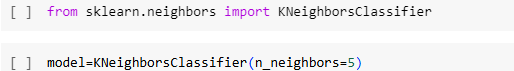 [ ] from sklearn.neighbors import KNeighborsClassifier
[ ] model=KNeighborsClassifier(n_neighbors=5)